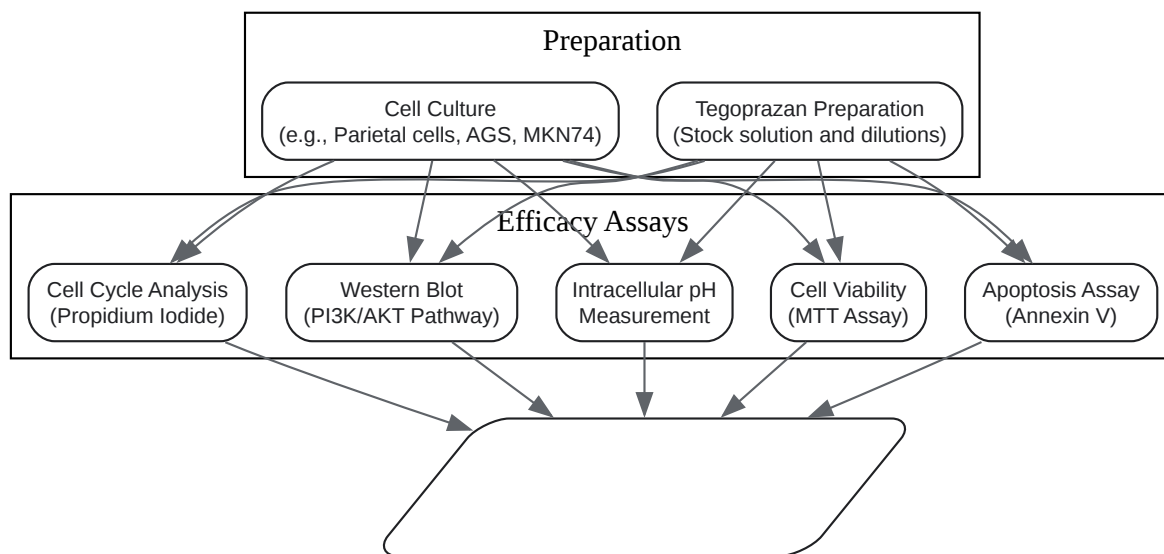 Preparation
Cell Culture
(e.g., Parietal cells, AGS, MKN74)
Tegoprazan Preparation
(Stock solution and dilutions)
Efficacy Assays
Cell Cycle Analysis
(Propidium Iodide)
Western Blot
(PI3K/AKT Pathway)
Intracellular pH
Measurement
Cell Viability
(MTT Assay)
Apoptosis Assay
(Annexin V)